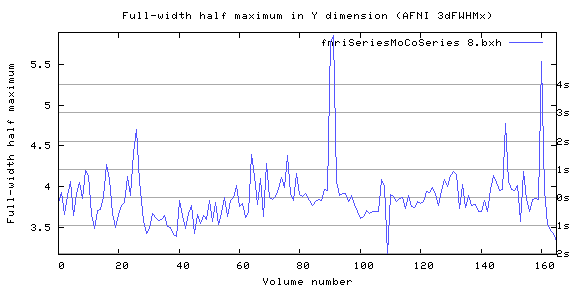 Full-width half maximum in Y dimension (AFNI 3dFWHMx)
fmriSeriesMoCoSeries 8.bxh
Full-width half maximum
5.5
5
4.5
4
3.5
4s
3s
2s
1s
0s
1s
2s
0 20 40 60 80 100 120 140 160
Volume number